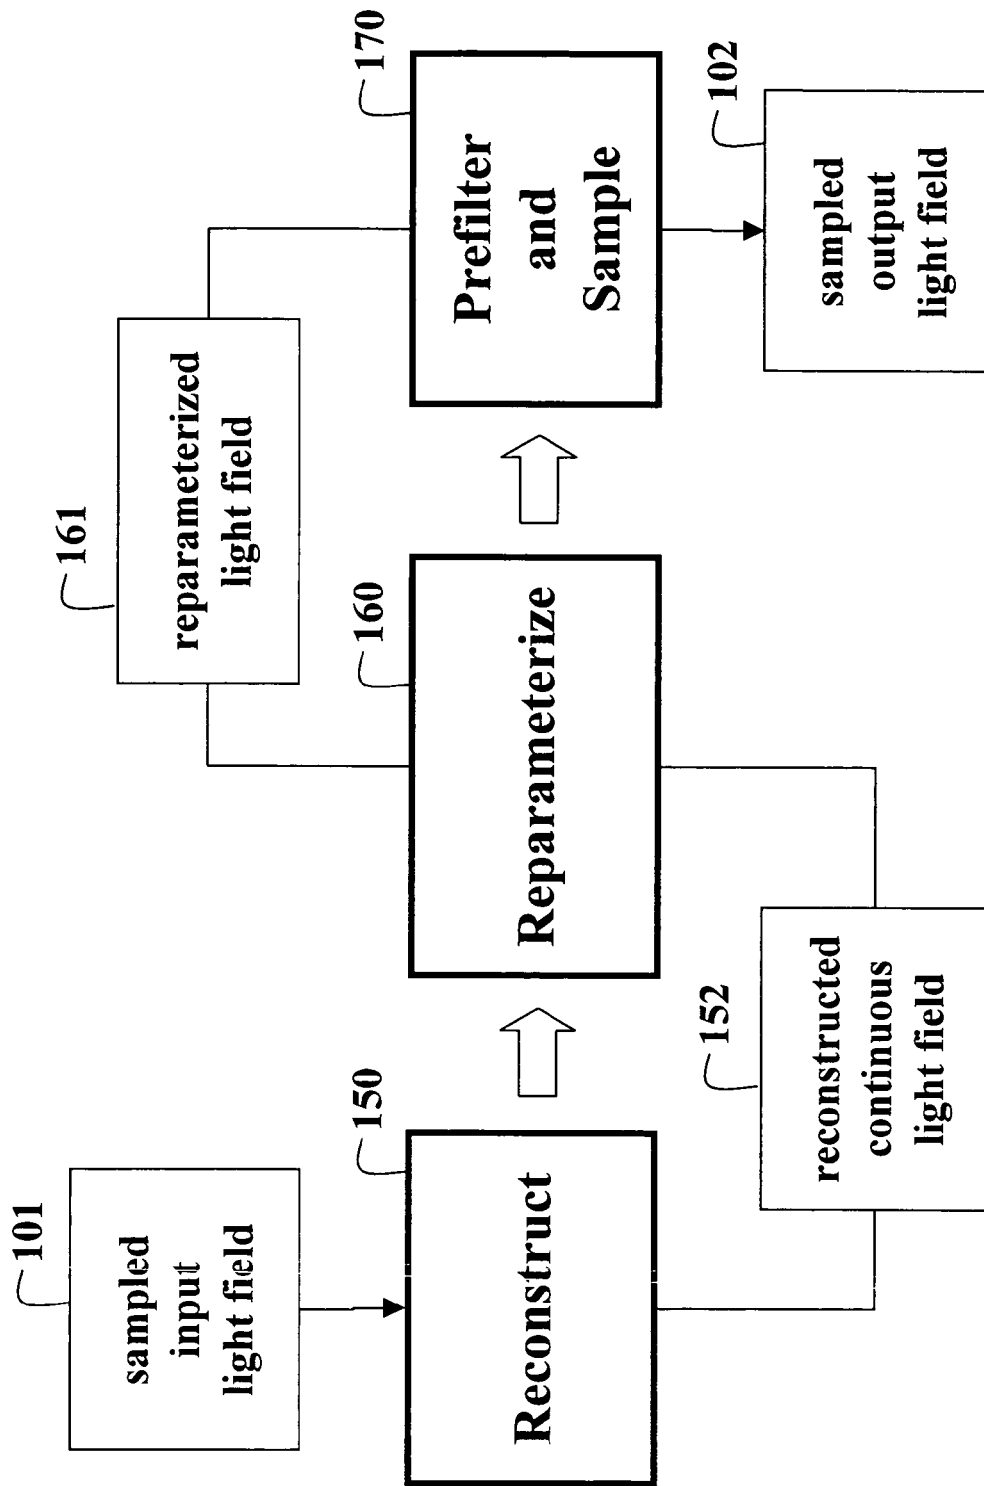 101
sampled
input
light field
150
Reconstruct
152
reconstructed
continuous
light field
160
Reparameterize
161
reparameterized
light field
170
Prefilter
and
Sample
102
sampled
output
light field